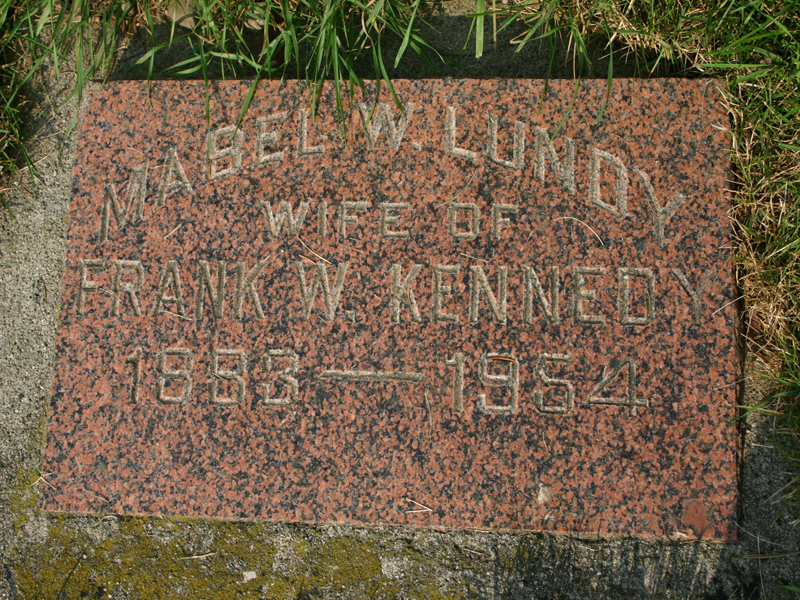 MABEL W. LUNDY
WIFE OF
FRANK W. KENNEDY
1883 — 1954